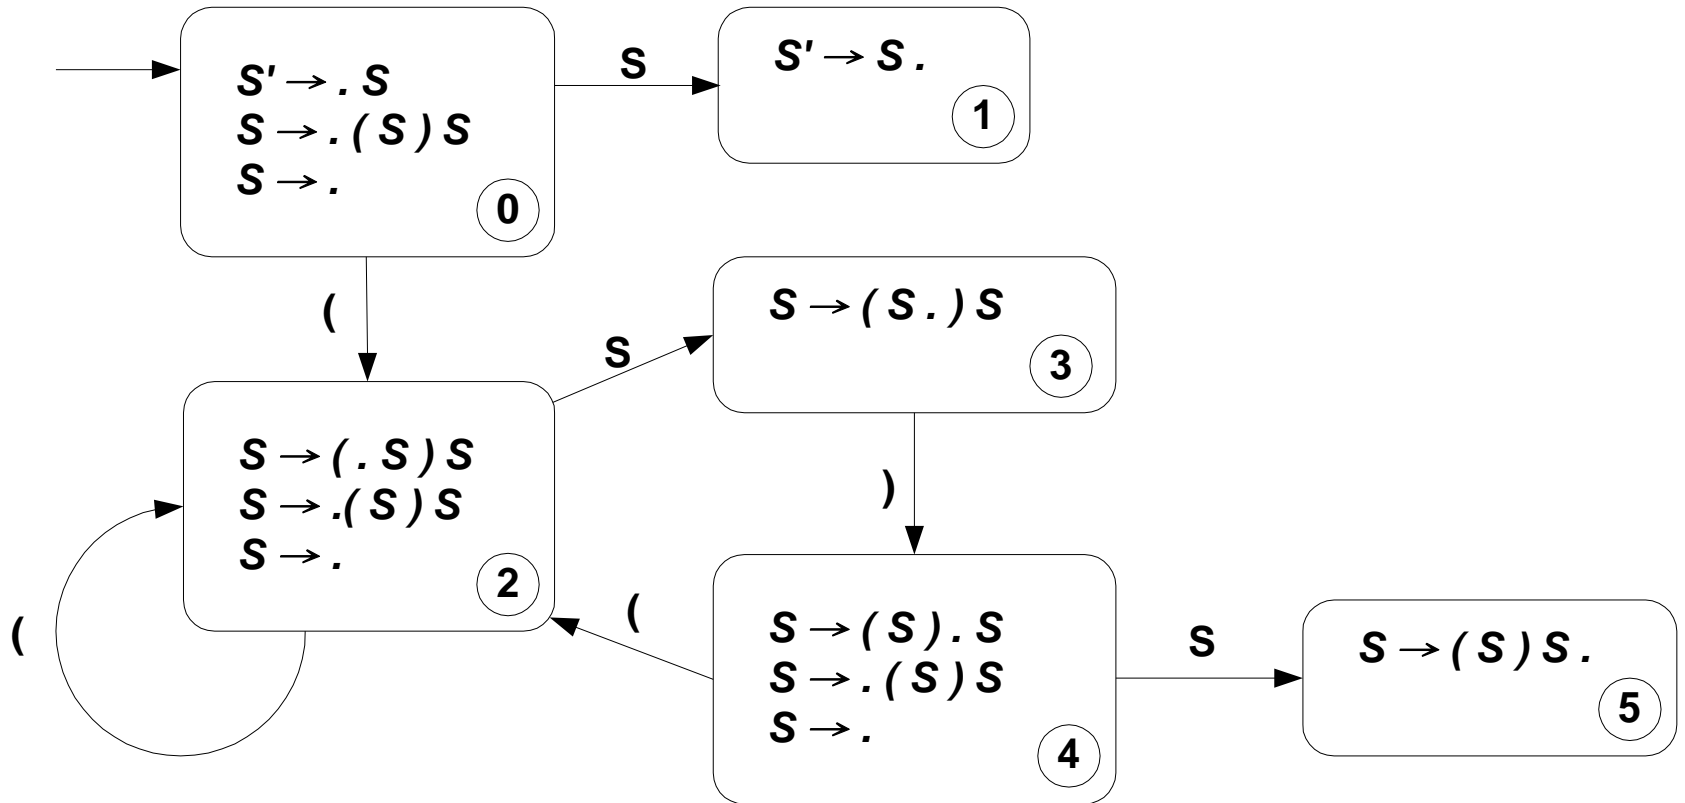 S' → . S
S → . ( S ) S
S → .
0
S
S' → S .
1
(
S
S → ( S . ) S
3
S → ( . S ) S
S → .( S ) S
S → .
2
(
)
(
S → ( S ) . S
S → . ( S ) S
S → .
4
S
S → ( S ) S .
5